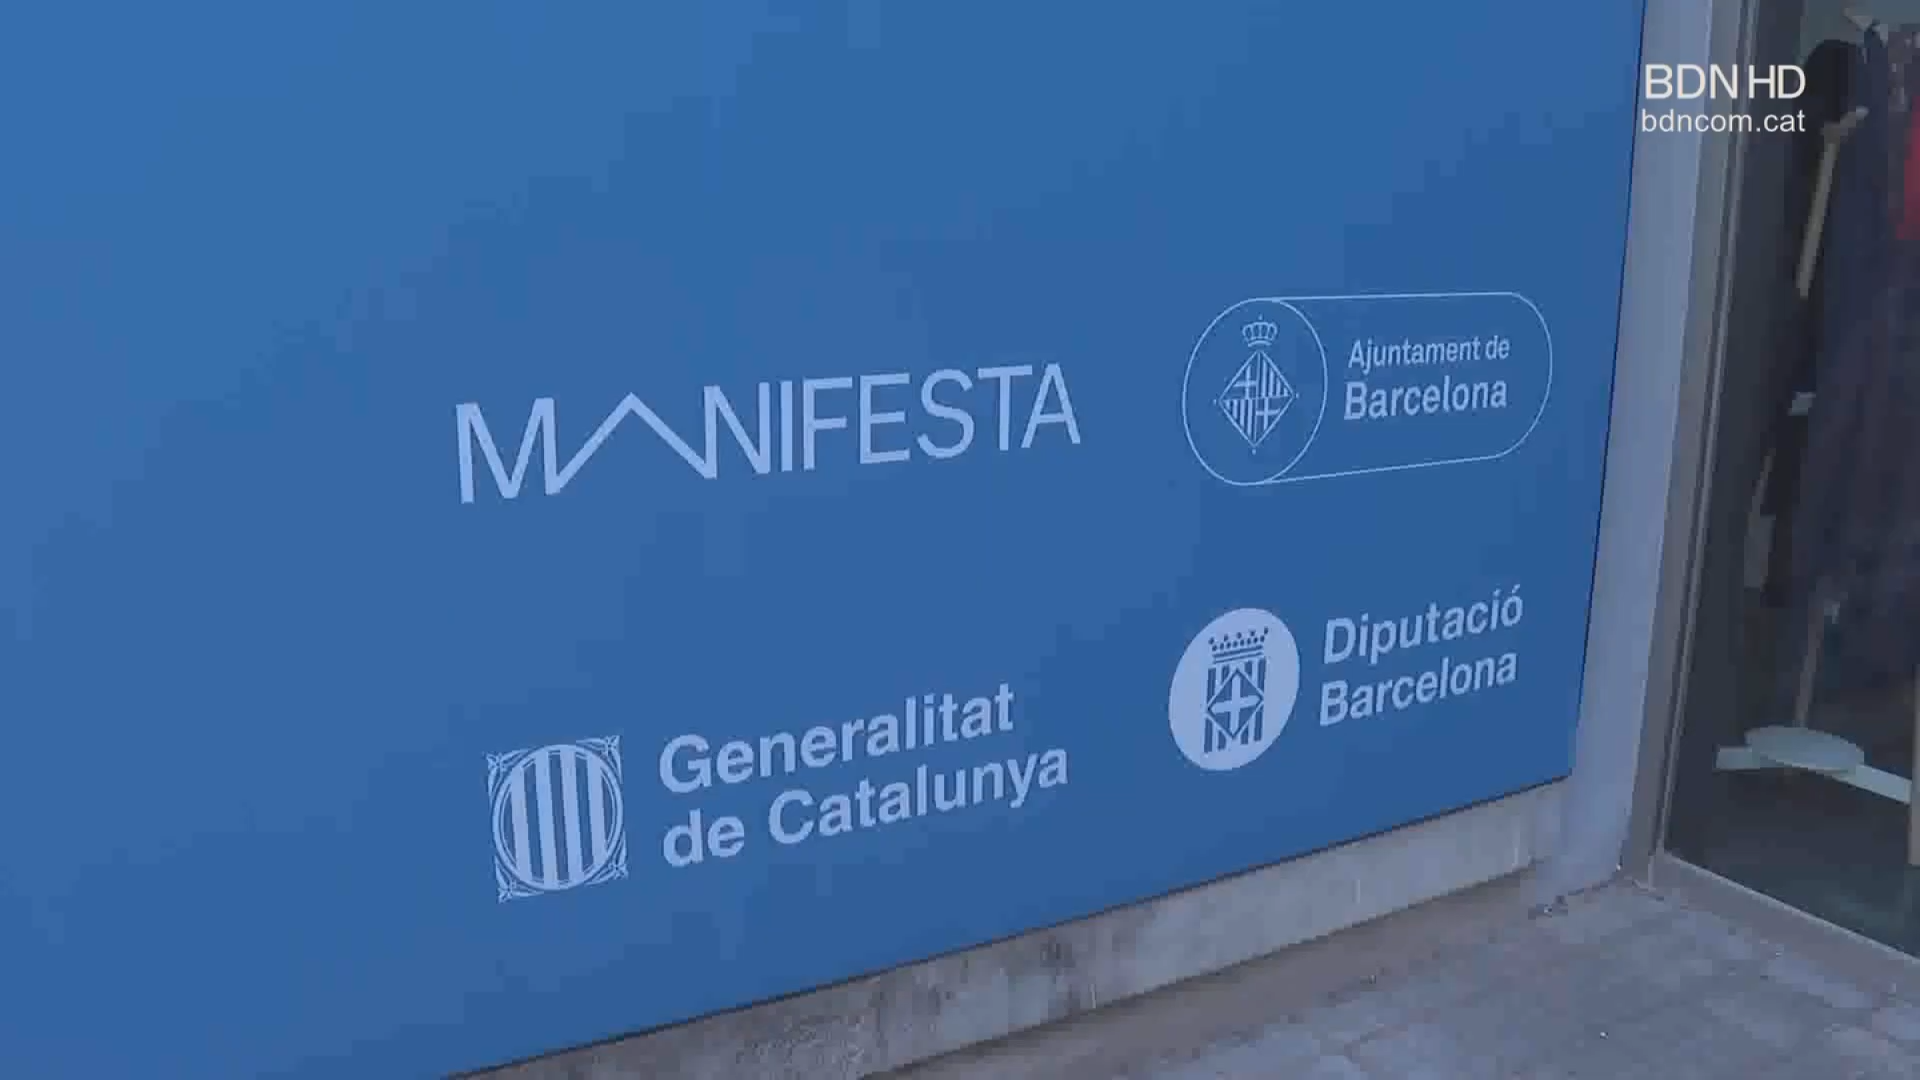 BDN HD
bdncom.cat
MANIFESTA
Ajuntament de
Barcelona
Generalitat
de Catalunya
Diputació
Barcelona